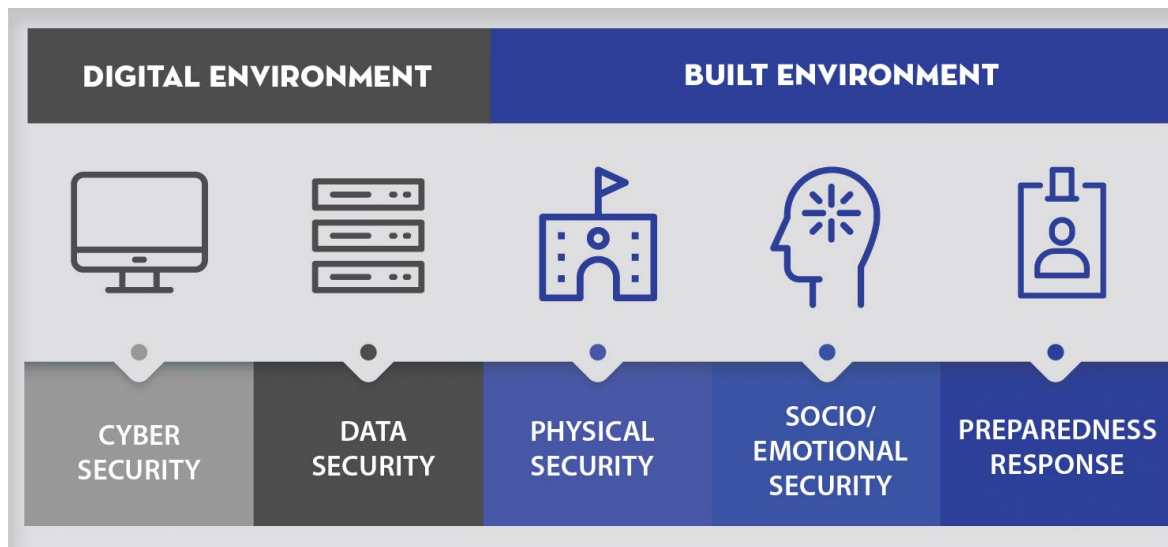 DIGITAL ENVIRONMENT
BUILT ENVIRONMENT
CYBER
SECURITY
DATA
SECURITY
PHYSICAL
SECURITY
SOCIO/
EMOTIONAL
SECURITY
PREPAREDNESS
RESPONSE